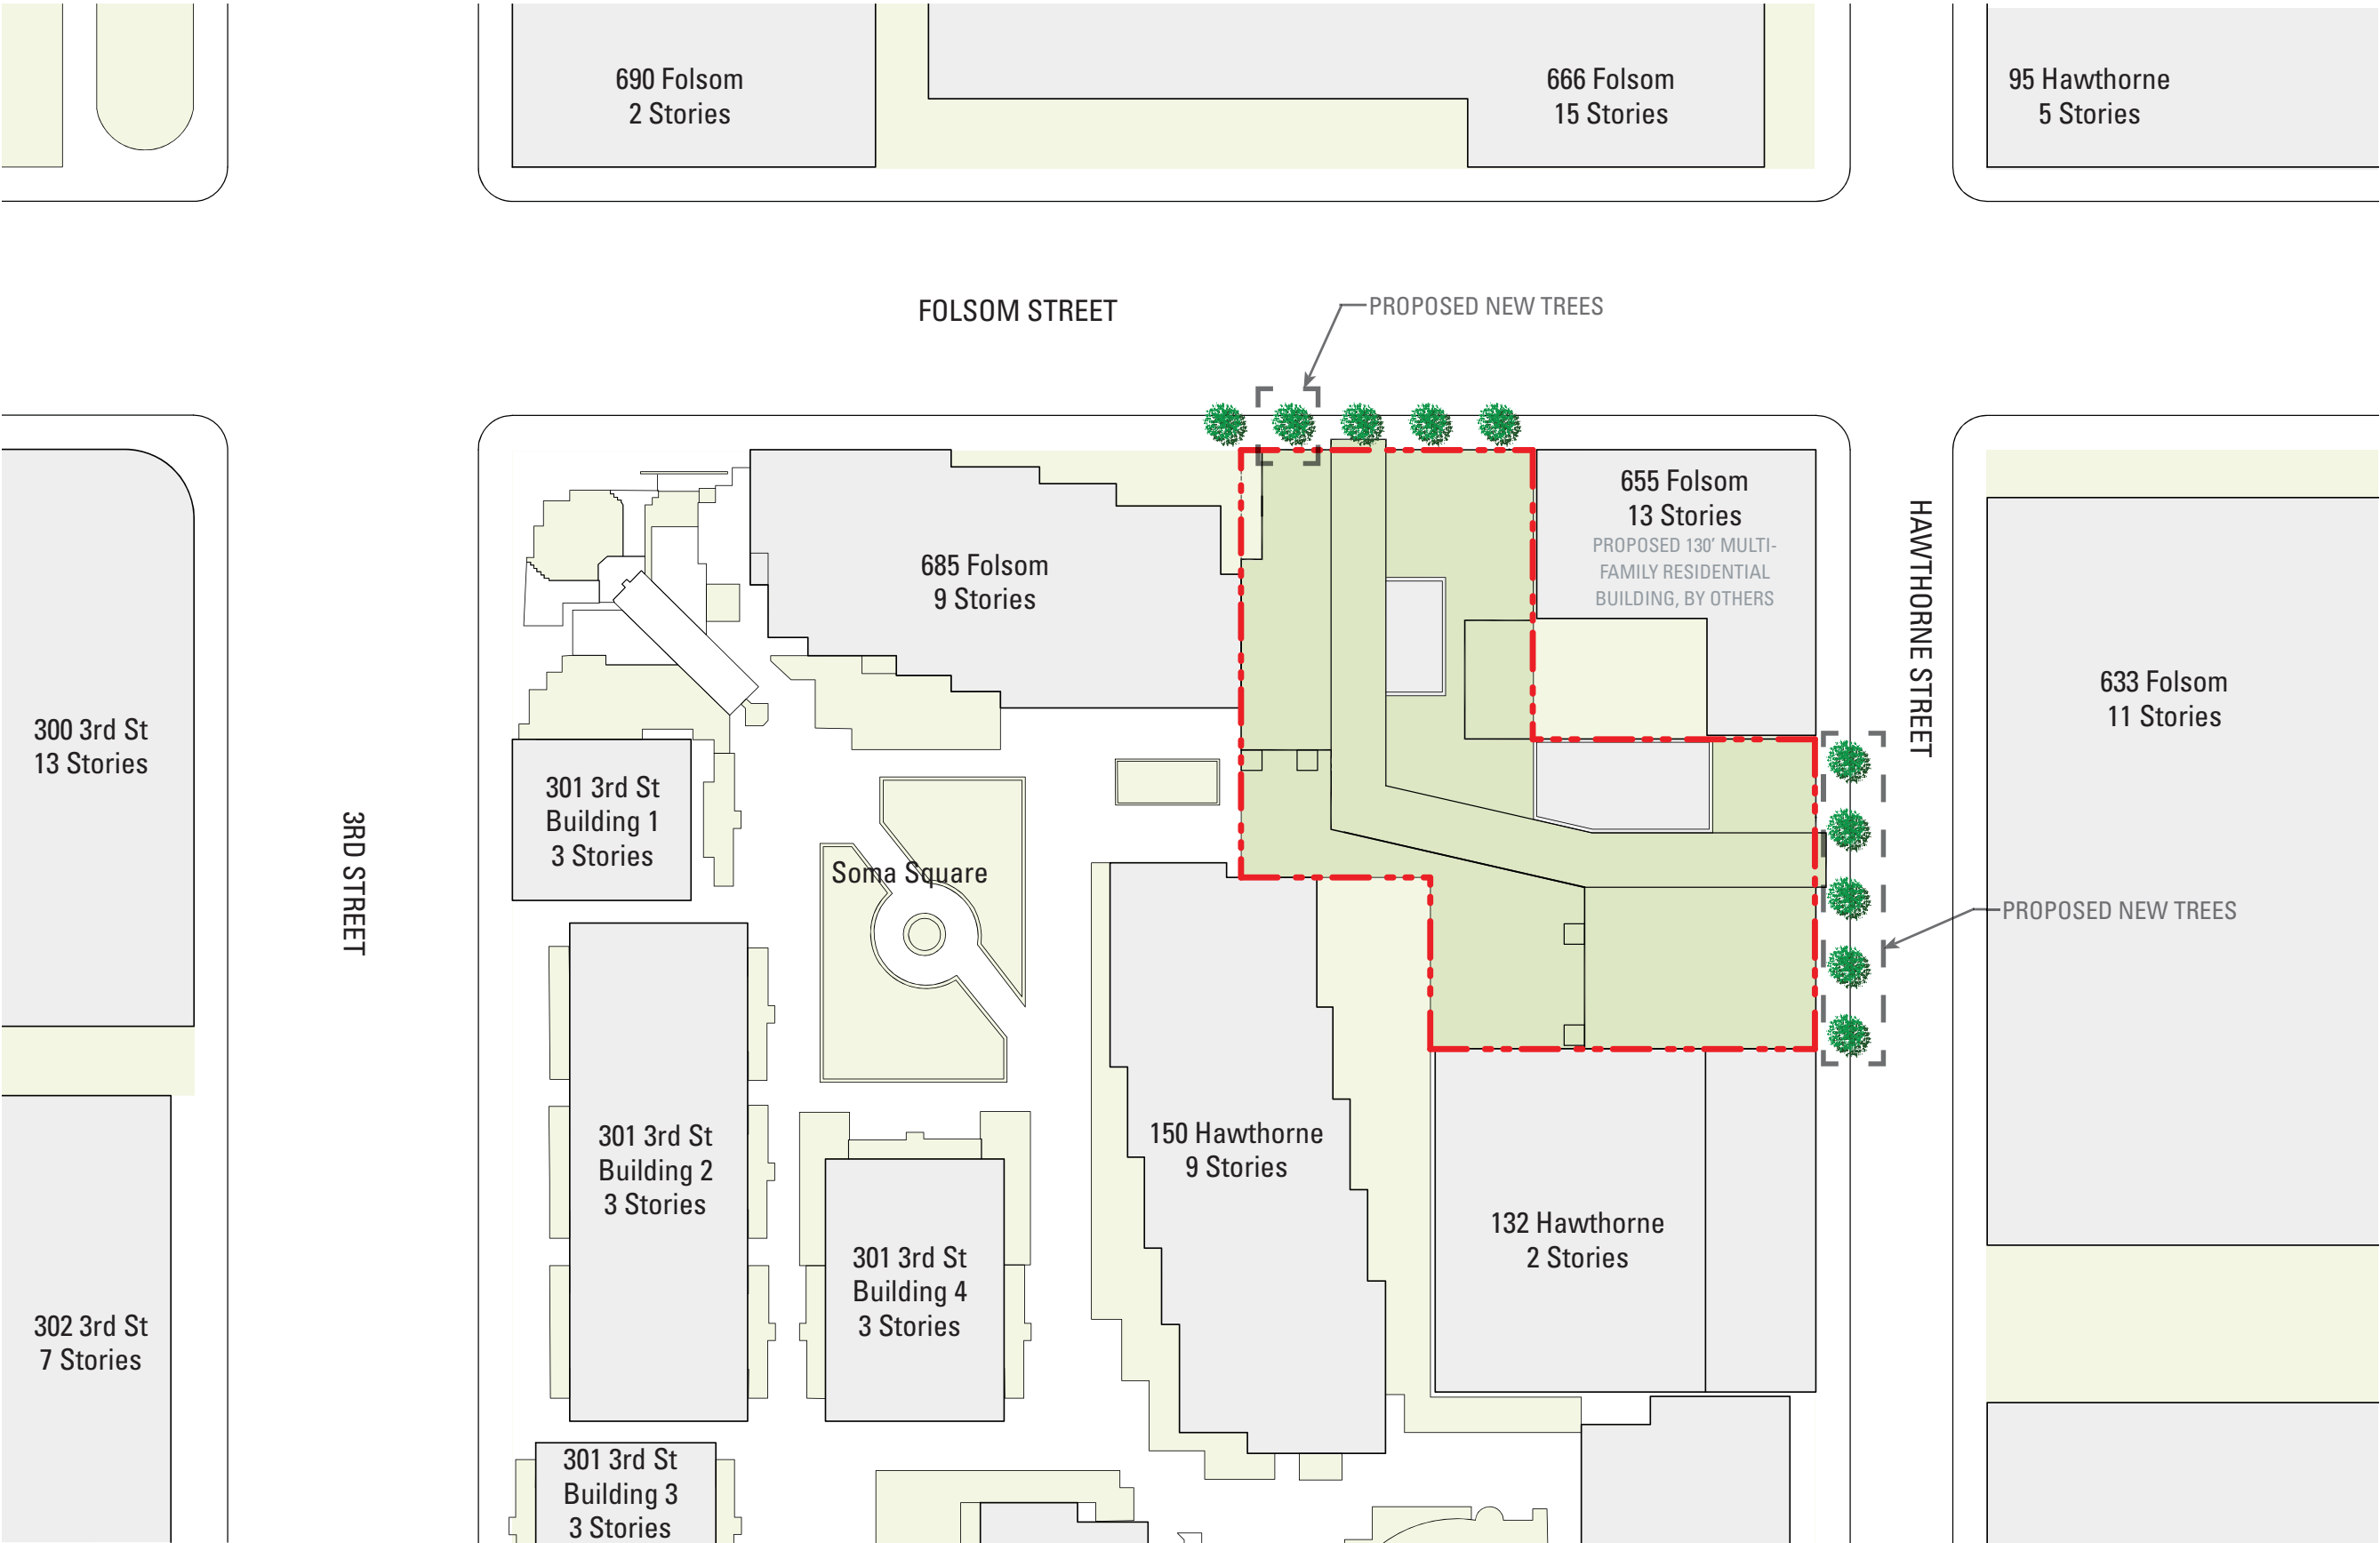 690 Folsom
2 Stories
666 Folsom
15 Stories
95 Hawthorne
5 Stories
FOLSOM STREET
PROPOSED NEW TREES
655 Folsom
13 Stories
PROPOSED 130' MULTI-
FAMILY RESIDENTIAL
BUILDING, BY OTHERS
685 Folsom
9 Stories
HAWTHORNE STREET
633 Folsom
11 Stories
300 3rd St
13 Stories
301 3rd St
Building 1
3 Stories
3RD STREET
Soma Square
PROPOSED NEW TREES
301 3rd St
Building 2
3 Stories
150 Hawthorne
9 Stories
132 Hawthorne
2 Stories
301 3rd St
Building 4
3 Stories
302 3rd St
7 Stories
301 3rd St
Building 3
3 Stories